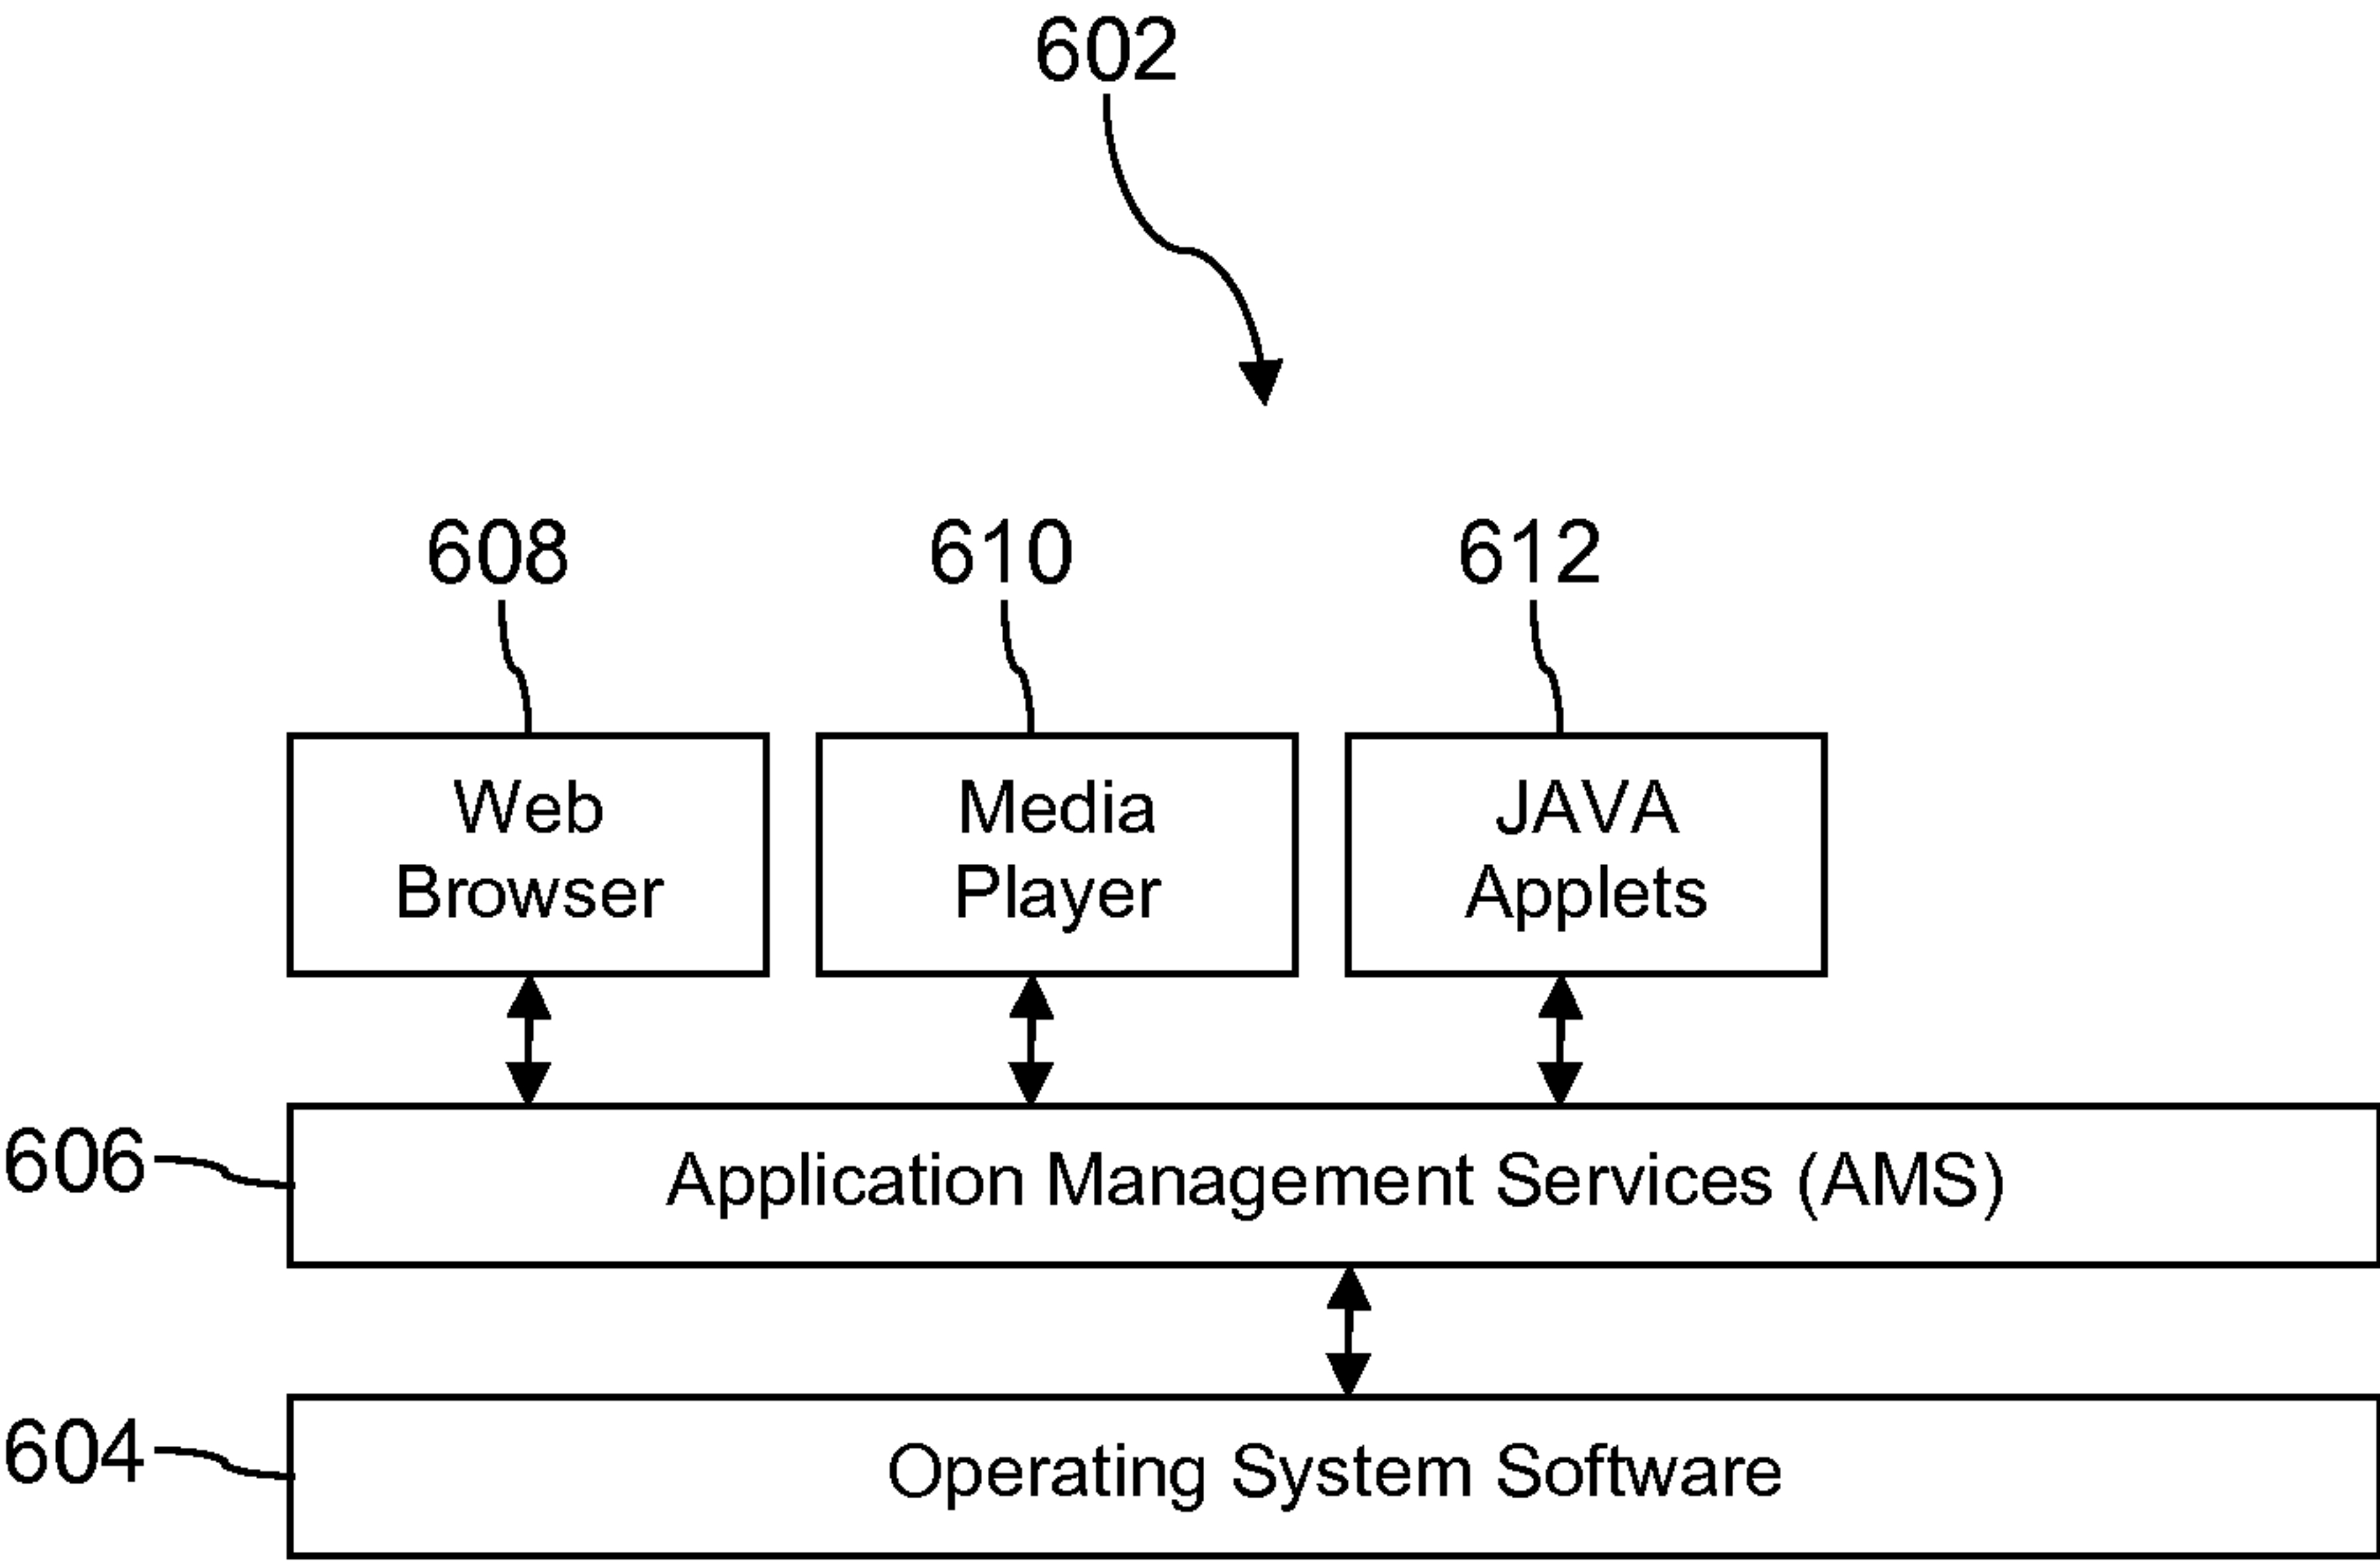 602
608
610
612
Web
Browser
Media
Player
JAVA
Applets
606
Application Management Services (AMS)
604
Operating System Software